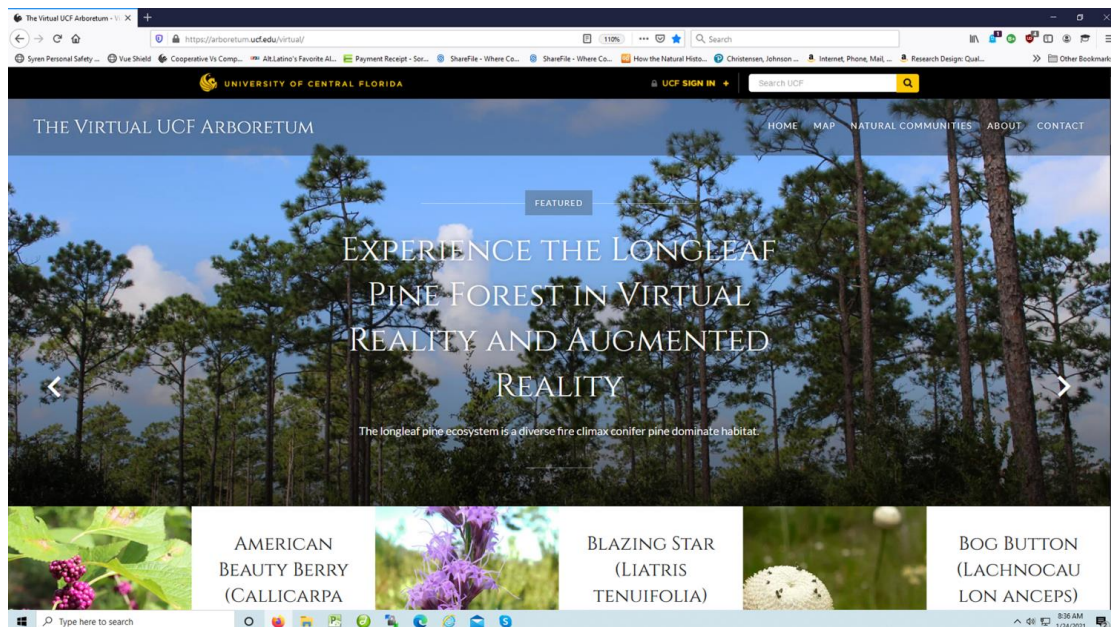 The Virtual UCF Arboretum - Vi
https://arboretum.ucf.edu/virtual/
110%
Search
Syren Personal Safety ...
Vue Shield
Cooperative Vs Comp...
Alt.Latino's Favorite Al...
Payment Receipt - Sor...
ShareFile - Where Co...
ShareFile - Where Co...
How the Natural Histo...
Christensen, Johnson ...
Internet, Phone, Mail, ...
Research Design: Qual...
Other Bookmark
UNIVERSITY OF CENTRAL FLORIDA
UCF SIGN IN +
Search UCF
THE VIRTUAL UCF ARBORETUM
HOME MAP NATURAL COMMUNITIES ABOUT CONTACT
FEATURED
EXPERIENCE THE LONGLEAF
PINE FOREST IN VIRTUAL
REALITY AND AUGMENTED
REALITY
The longleaf pine ecosystem is a diverse fire climax conifer pine dominate habitat.
AMERICAN
BEAUTY BERRY
(CALLICARPA
BLAZING STAR
(LIATRIS
TENUIFOLIA)
BOG BUTTON
(LACHNOCAU
LON ANCEPS)
Type here to search
8:36 AM
1/24/2021